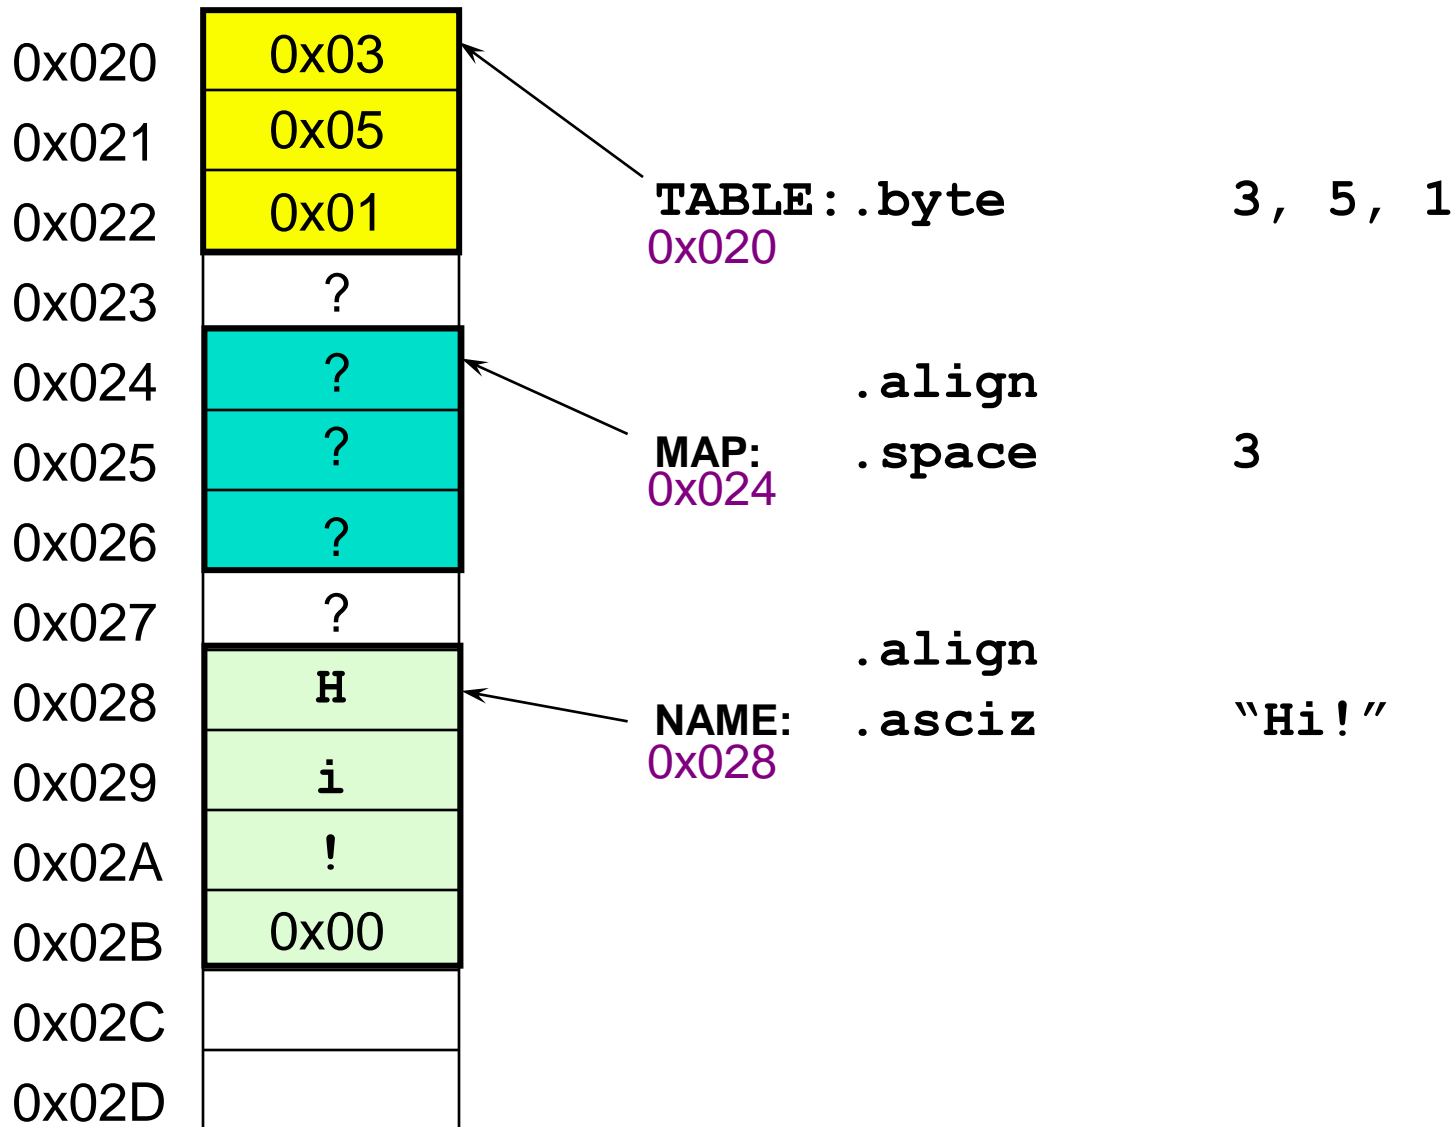 0x020 0x03
0x021 0x05
0x022 0x01
TABLE: .byte 3, 5, 1
0x020
0x023 ?
0x024 ?
.align
0x025 ?
MAP: .space 3
0x024
0x026 ?
0x027 ?
.align
0x028 H
NAME: .asciz “Hi!”
0x028
0x029 i
0x02A !
0x02B 0x00
0x02C
0x02D